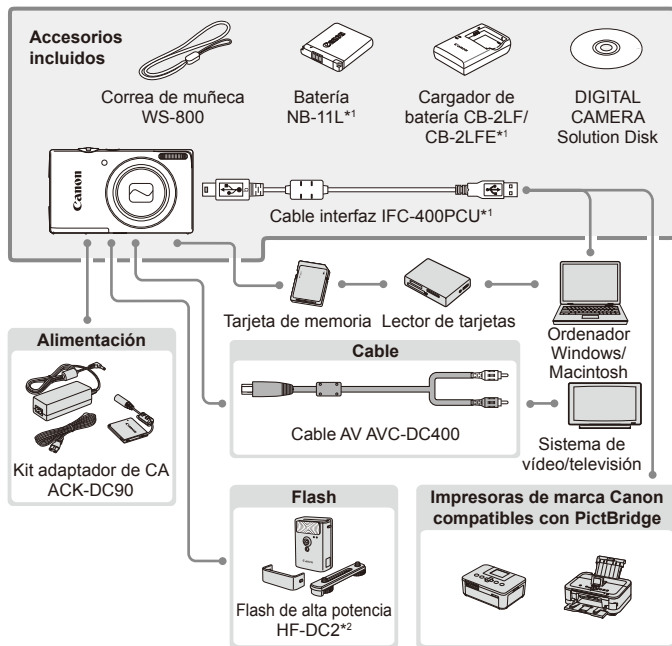 Accesorios
incluidos
Correa de muñeca
WS-800
Batería
NB-11L*1
Cargador de
batería CB-2LF/
CB-2LFE*1
DIGITAL
CAMERA
Solution Disk
Canon
Cable interfaz IFC-400PCU*1
Tarjeta de memoria
Lector de tarjetas
Ordenador
Windows/
Macintosh
Alimentación
Kit adaptador de CA
ACK-DC90
Cable
Cable AV AVC-DC400
Sistema de
vídeo/televisión
Flash
Flash de alta potencia
HF-DC2*2
Impresoras de marca Canon
compatibles con PictBridge